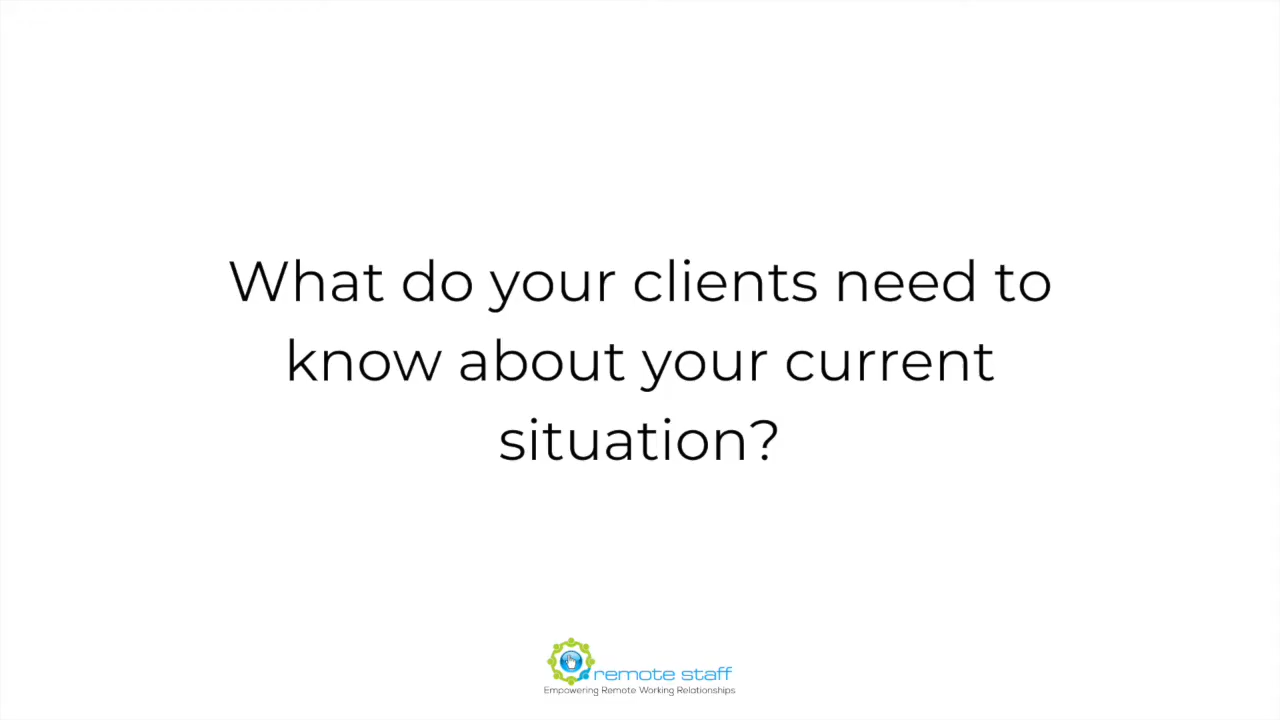 What do your clients need to
know about your current
situation?
remote staff
Empowering Remote Working Relationships